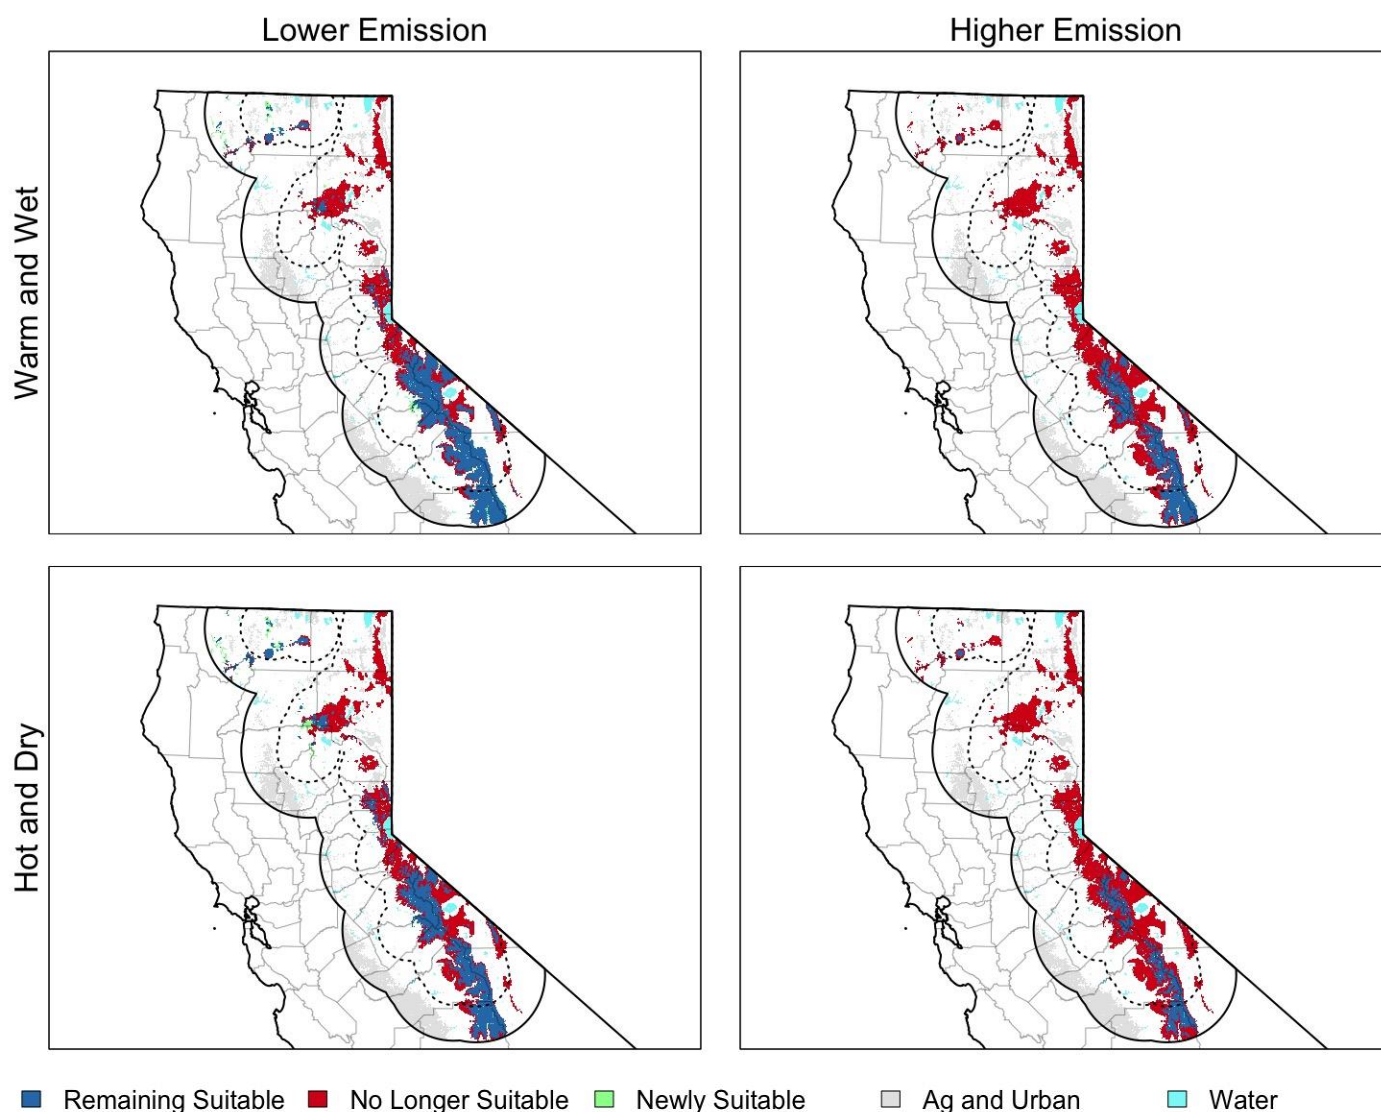 Lower Emission
Higher Emission
Warm and Wet
Hot and Dry
Remaining Suitable
No Longer Suitable
Newly Suitable
Ag and Urban
Water